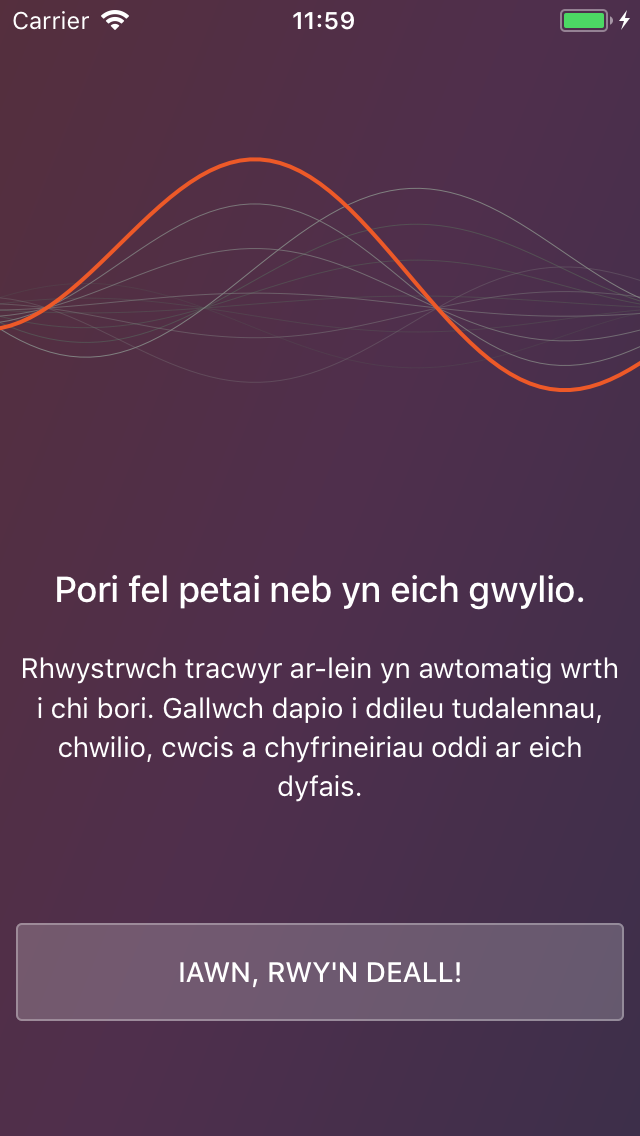 Carrier 11:59
Pori fel petai neb yn eich gwylio.
Rhwystrwch tracwyr ar-lein yn awtomatig wrth
i chi bori. Gallwch dapio i ddileu tudalennau,
chwilio, cwcis a chyfrineiriau oddi ar eich
dyfais.
IAWN, RWY'N DEALL!